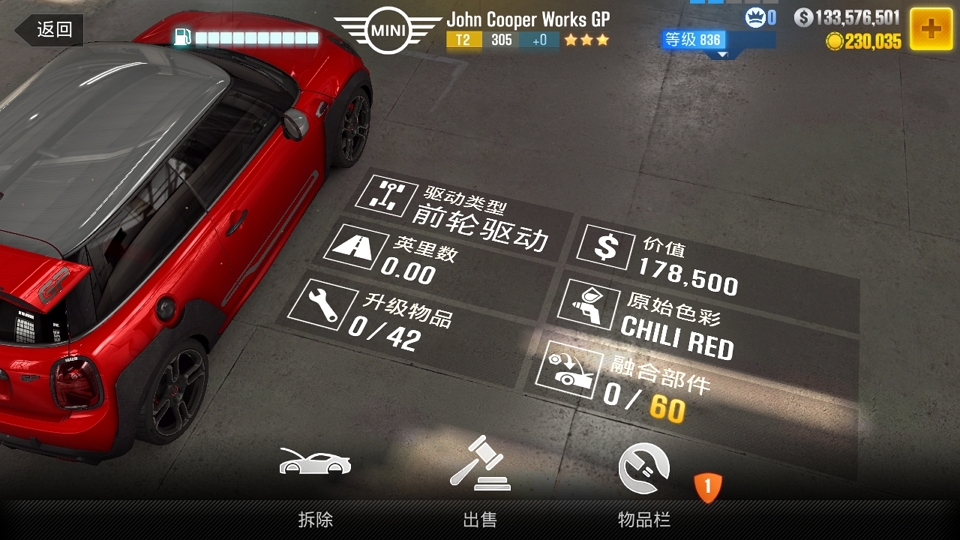 返回
MINI
John Cooper Works GP
T2 305 +0
等级 836
0
133,576,501
230,035
驱动类型
前轮驱动
英里数
0.00
升级物品
0/42
价值
178,500
原始色彩
CHILI RED
融合部件
0/60
拆除
出售
物品栏
1